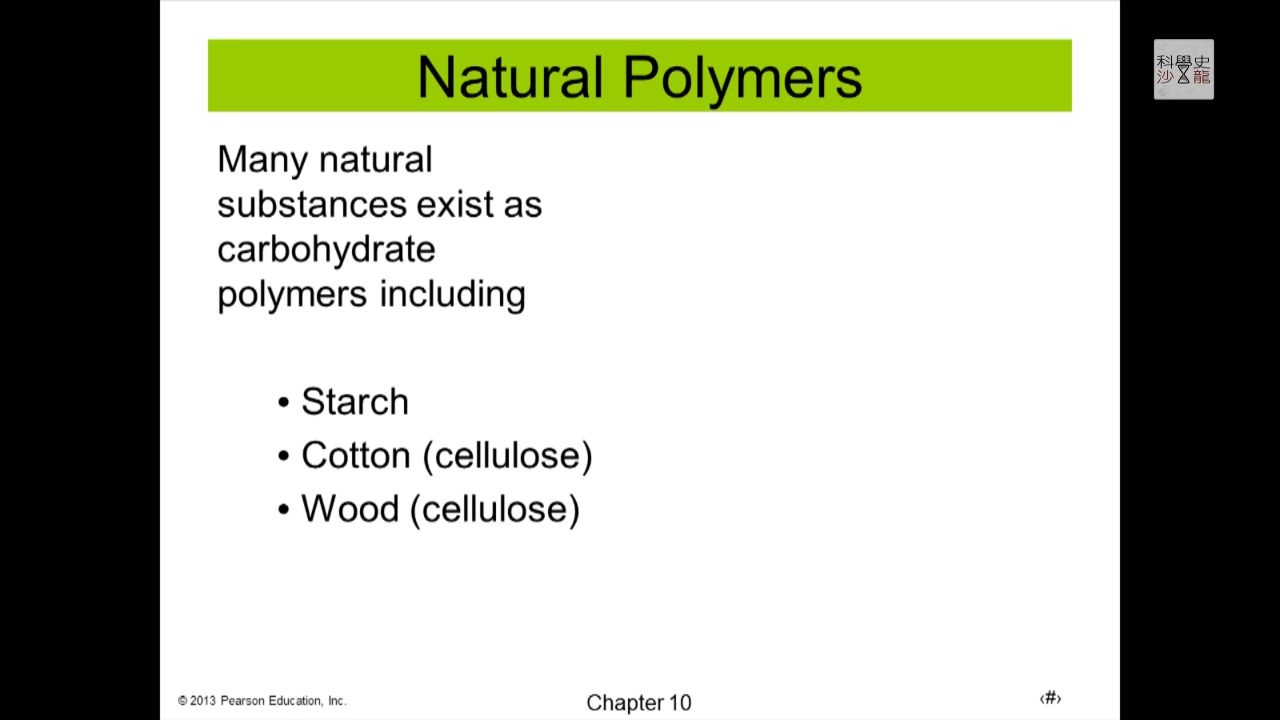 Natural Polymers
科學史
沙龍
Many natural
substances exist as
carbohydrate
polymers including
• Starch
• Cotton (cellulose)
• Wood (cellulose)
© 2013 Pearson Education, Inc.
Chapter 10
‹#›